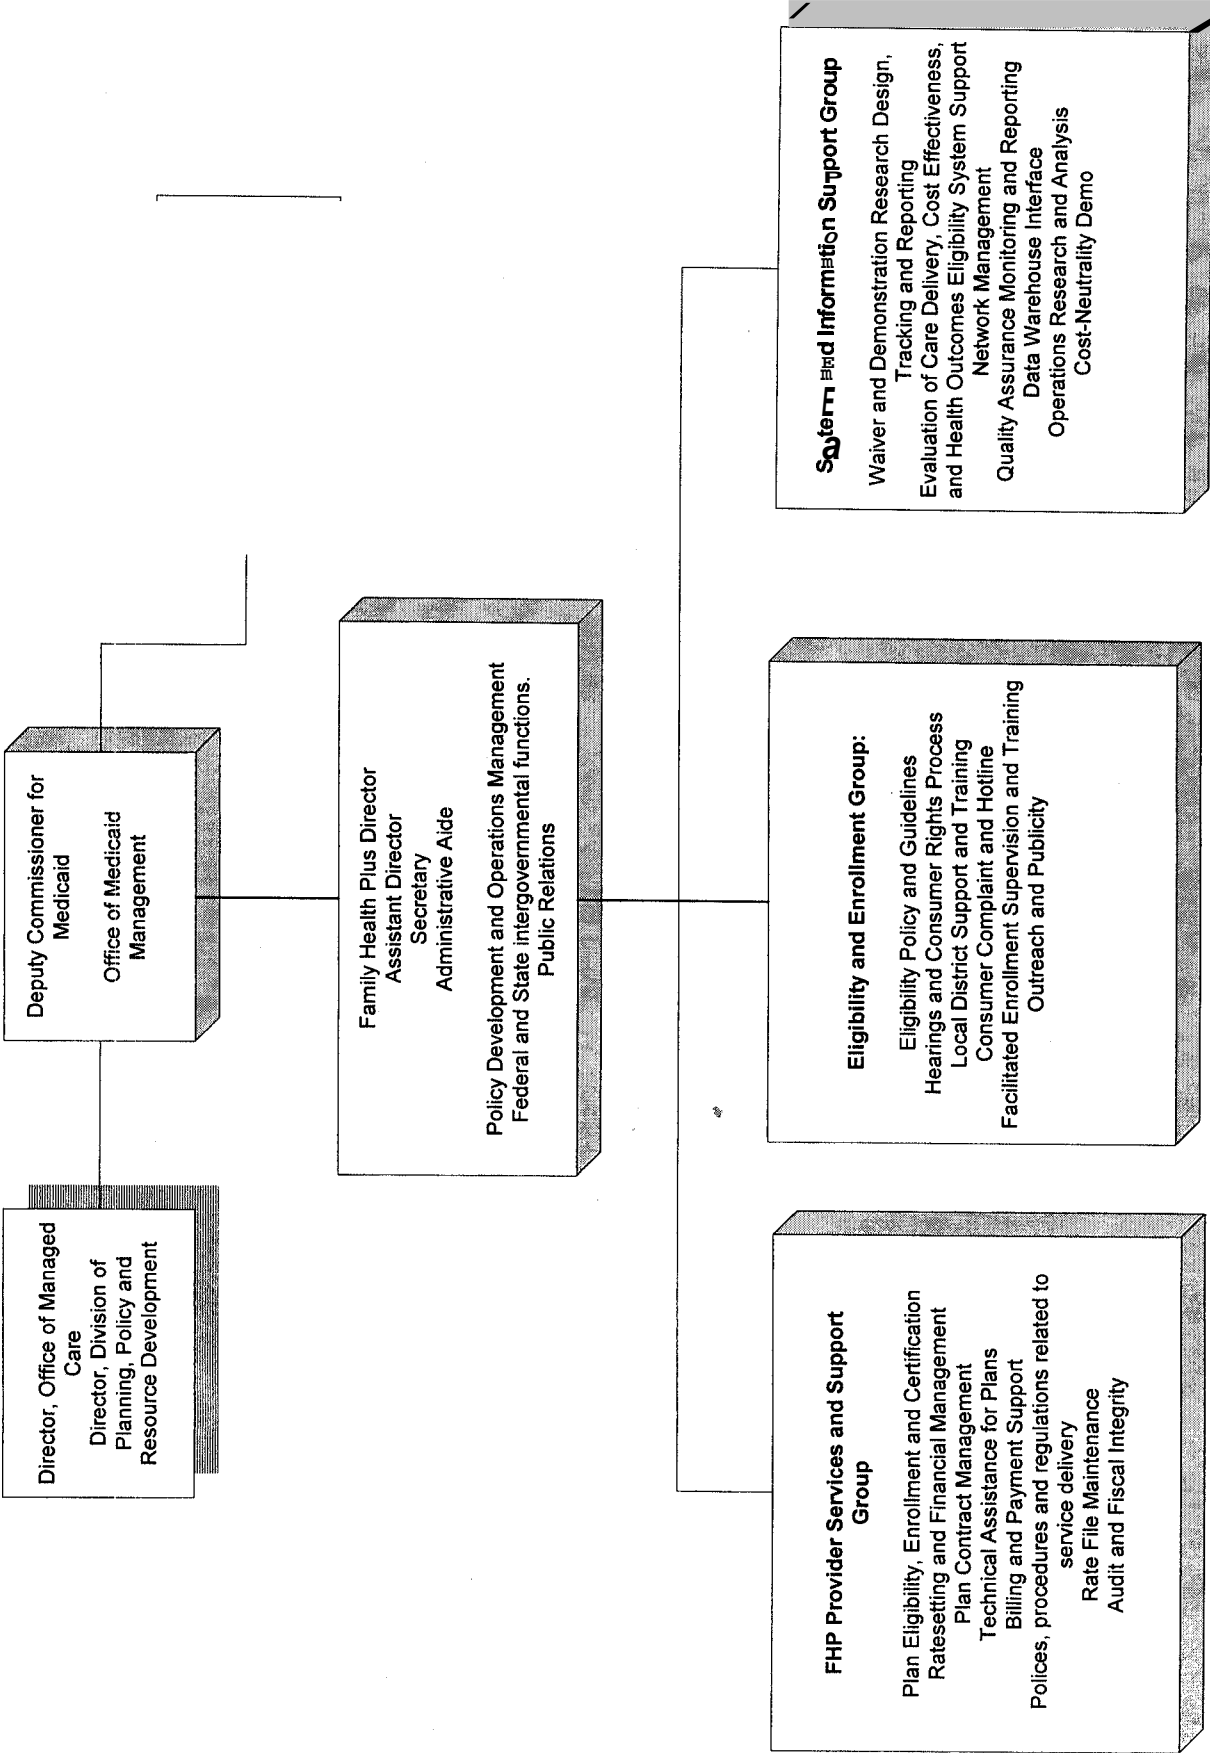 Director, Office of Managed
Care
Director, Division of
Planning, Policy and
Resource Development
Deputy Commissioner for
Medicaid
Office of Medicaid
Management
Family Health Plus Director
Assistant Director
Secretary
Administrative Aide
Policy Development and Operations Management
Federal and State intergovernmental functions.
Public Relations
FHP Provider Services and Support
Group
Plan Eligibility, Enrollment and Certification
Ratesetting and Financial Management
Plan Contract Management
Technical Assistance for Plans
Billing and Payment Support
Polices, procedures and regulations related to
service delivery
Rate File Maintenance
Audit and Fiscal Integrity
Eligibility and Enrollment Group:
Eligibility Policy and Guidelines
Hearings and Consumer Rights Process
Local District Support and Training
Consumer Complaint and Hotline
Facilitated Enrollment Supervision and Training
Outreach and Publicity
Information Support Group
Waiver and Demonstration Research Design,
Tracking and Reporting
Evaluation of Care Delivery, Cost Effectiveness,
and Health Outcomes Eligibility System Support
Network Management
Quality Assurance Monitoring and Reporting
Data Warehouse Interface
Operations Research and Analysis
Cost-Neutrality Demo